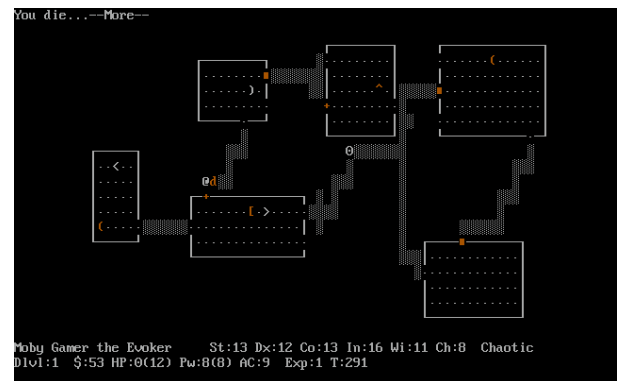 You die...--More--
Moby Gamer the Evoker St:13 Dx:12 Co:13 In:16 Wi:11 Ch:8 Chaotic
Dlvl:1 $:53 HP:0(12) Pw:8(8) AC:9 Exp:1 T:291